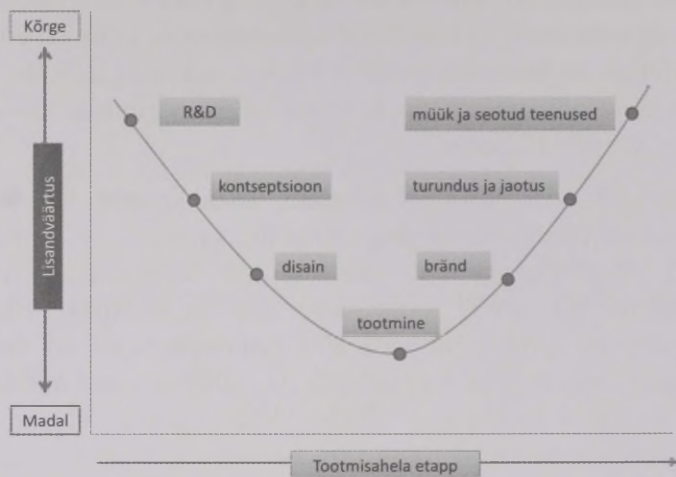 Kõrge
R&D
müük ja seotud teenused
kontseptsioon
turundus ja jaotus
Lisandväärtus
disain
bränd
tootmine
Madal
Tootmisahela etapp